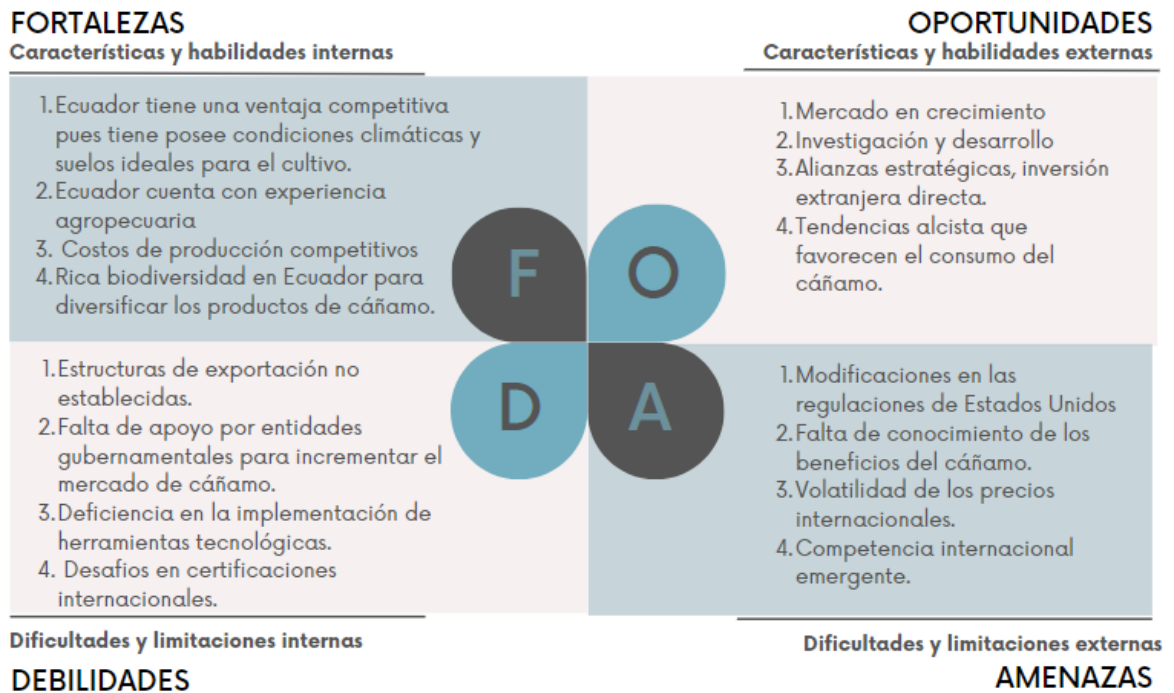 FORTALEZAS
Características y habilidades internas
1. Ecuador tiene una ventaja competitiva
pues tiene posee condiciones climáticas y
suelos ideales para el cultivo.
2. Ecuador cuenta con experiencia
agropecuaria
3. Costos de producción competitivos
4. Rica biodiversidad en Ecuador para
diversificar los productos de cáñamo.
OPORTUNIDADES
Características y habilidades externas
1. Mercado en crecimiento
2. Investigación y desarrollo
3. Alianzas estratégicas, inversión
extranjera directa.
4. Tendencias alcista que
favorecen el consumo del
cáñamo.
F
O
D
A
1. Estructuras de exportación no
establecidas.
2. Falta de apoyo por entidades
gubernamentales para incrementar el
mercado de cáñamo.
3. Deficiencia en la implementación de
herramientas tecnológicas.
4. Desafios en certificaciones
internacionales.
Dificultades y limitaciones internas
DEBILIDADES
1. Modificaciones en las
regulaciones de Estados Unidos
2. Falta de conocimiento de los
beneficios del cáñamo.
3. Volatilidad de los precios
internacionales.
4. Competencia internacional
emergente.
Dificultades y limitaciones externas
AMENAZAS